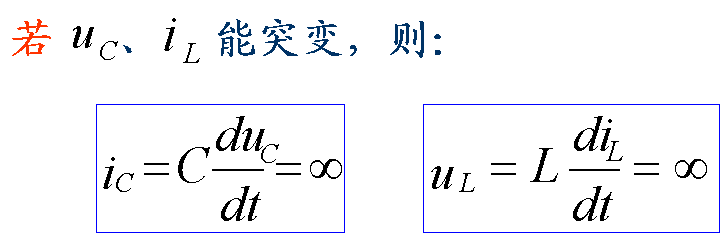 若 u_C、i_L 能突变，则:
i_C = C du_C/dt = ∞ u_L = L di_L/dt = ∞